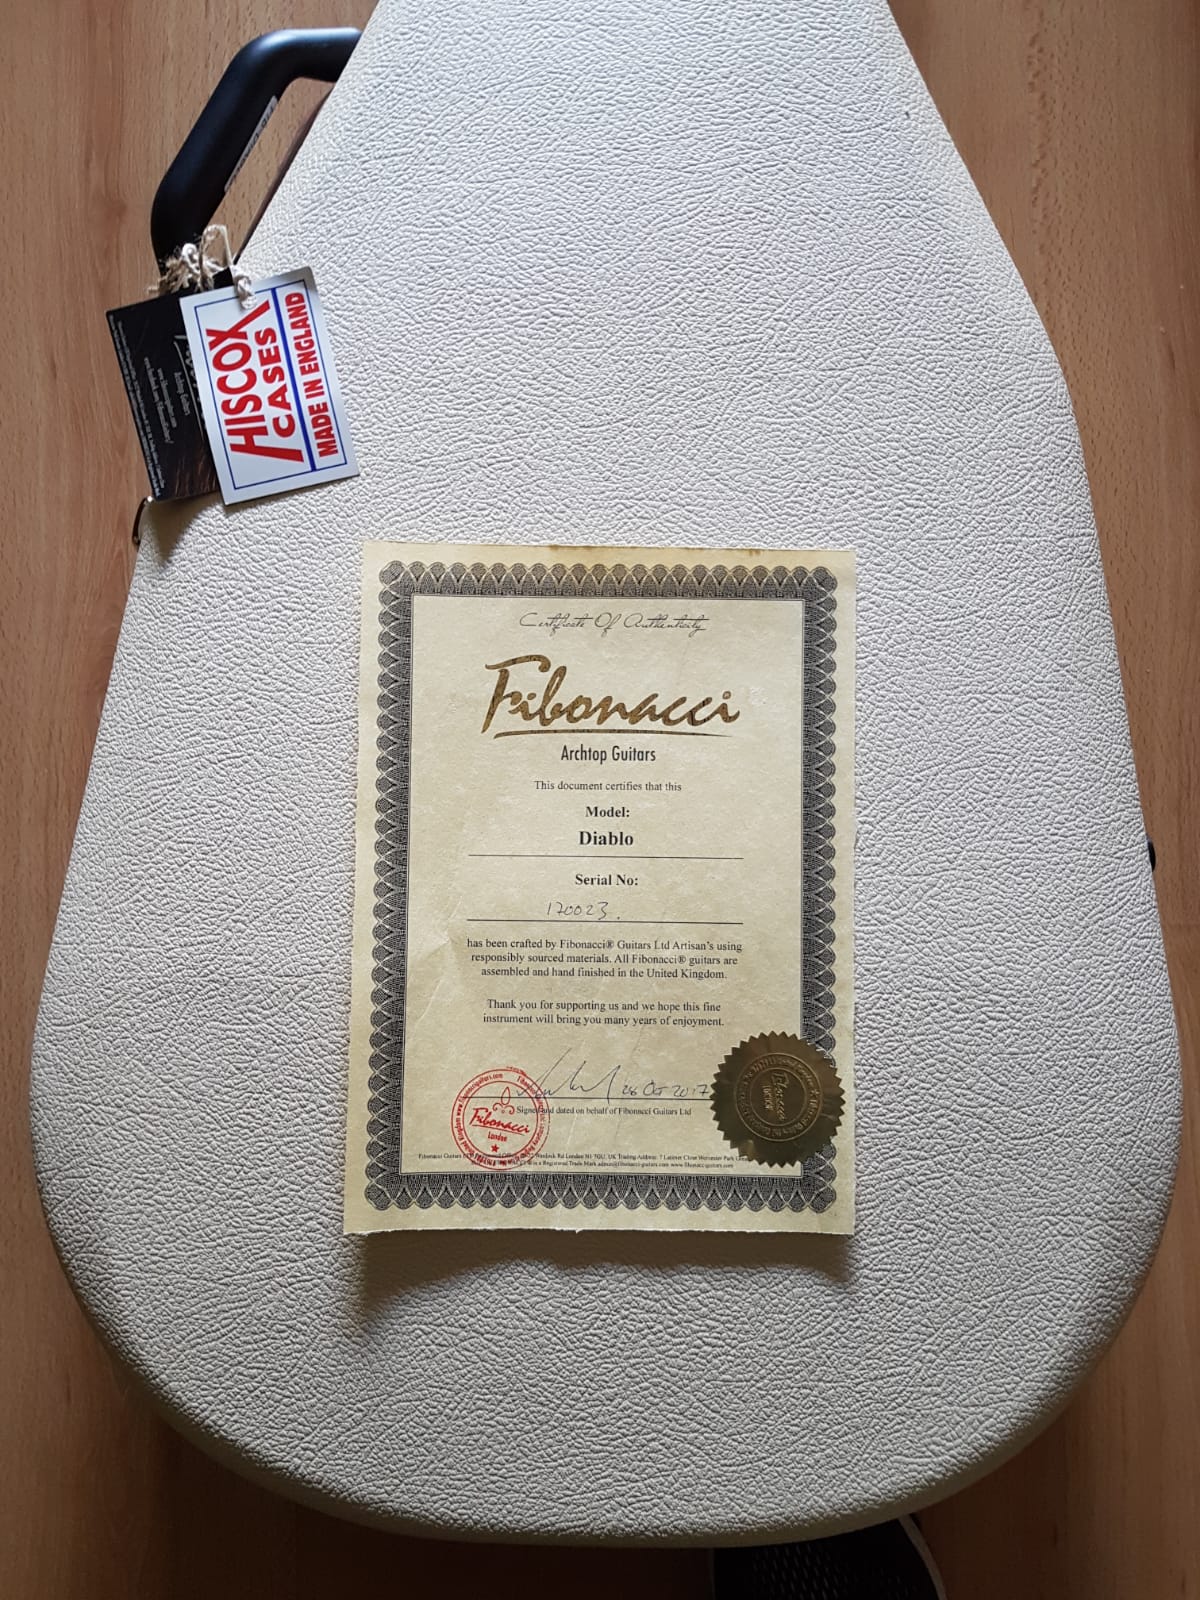 HISCOX
CASES
MADE IN ENGLAND
Archtop Guitars
Certificate Of Authenticity
Fibonacci
Archtop Guitars
This document certifies that this
Model:
Diablo
Serial No:
170023.
has been crafted by Fibonacci® Guitars Ltd Artisan's using
responsibly sourced materials. All Fibonacci® guitars are
assembled and hand finished in the United Kingdom.
Thank you for supporting us and we hope this fine
instrument will bring you many years of enjoyment.
26 Oct 2017
Signed and dated on behalf of Fibonacci Guitars Ltd
Fibonacci
London